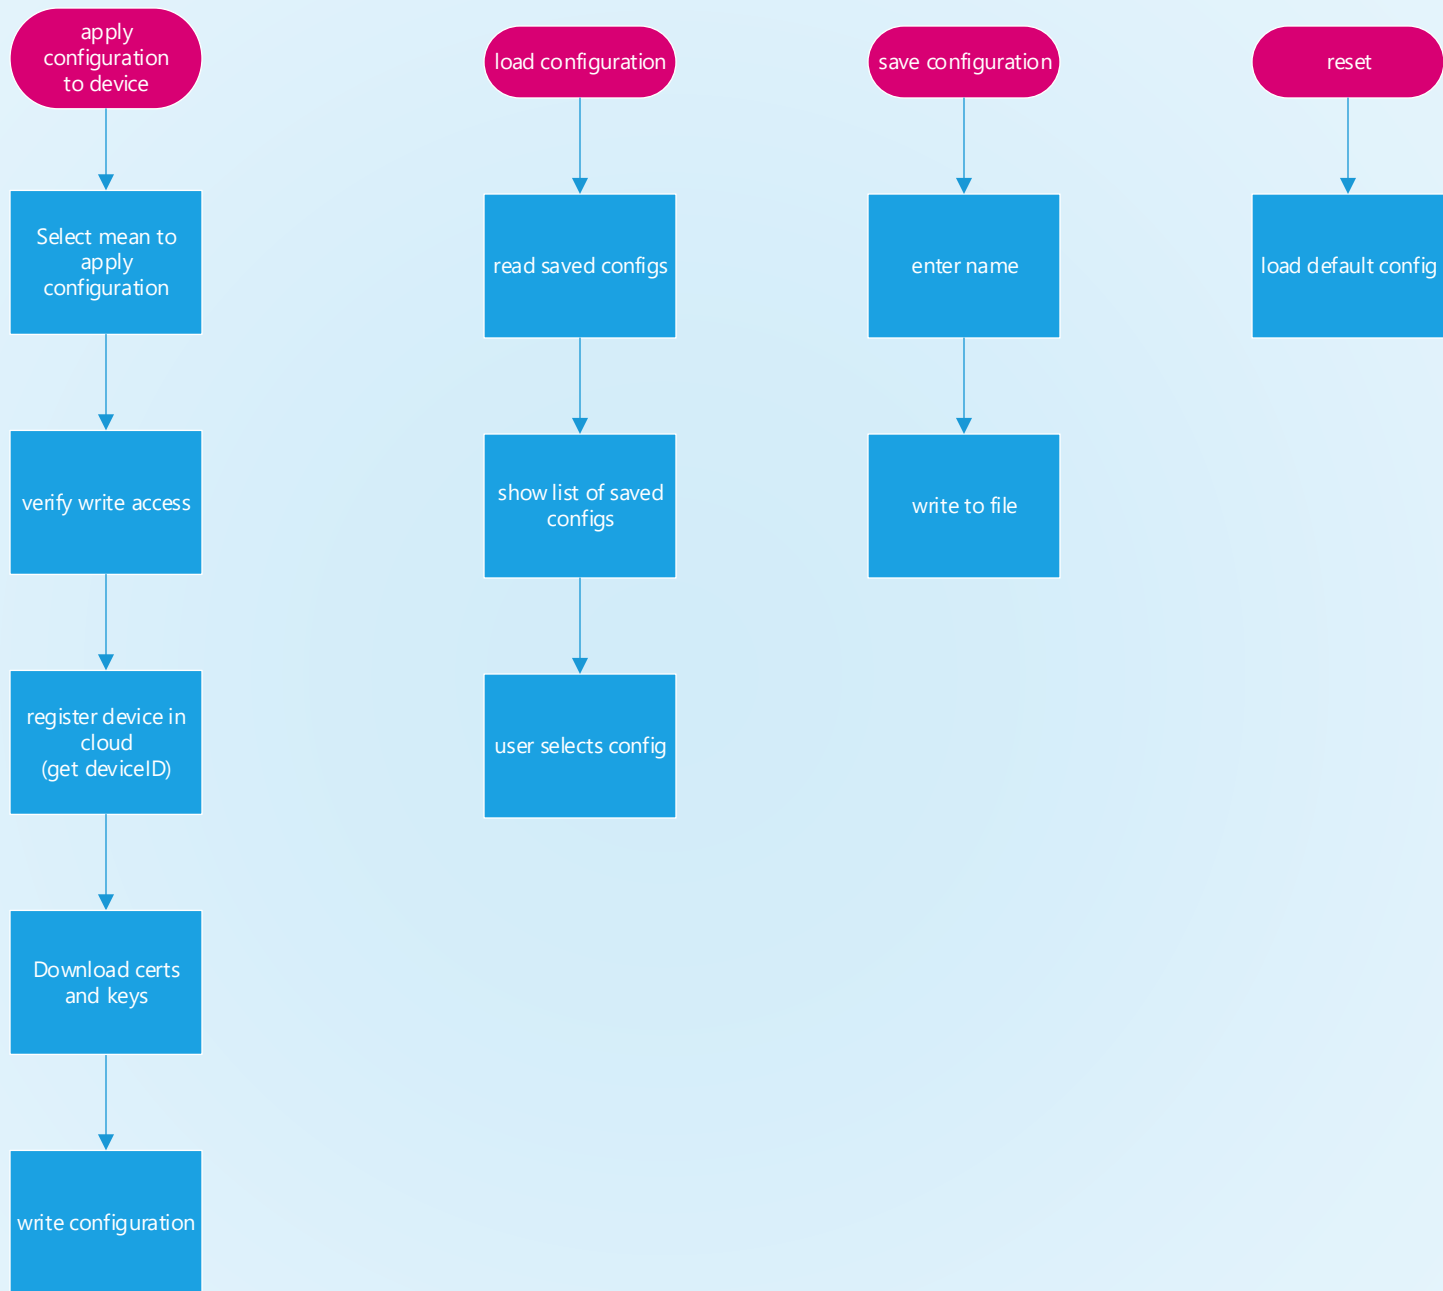 apply
configuration
to device
Select mean to
apply
configuration
verify write access
register device in
cloud
(get deviceID)
Download certs
and keys
write configuration
load configuration
read saved configs
show list of saved
configs
user selects config
save configuration
enter name
write to file
reset
load default config